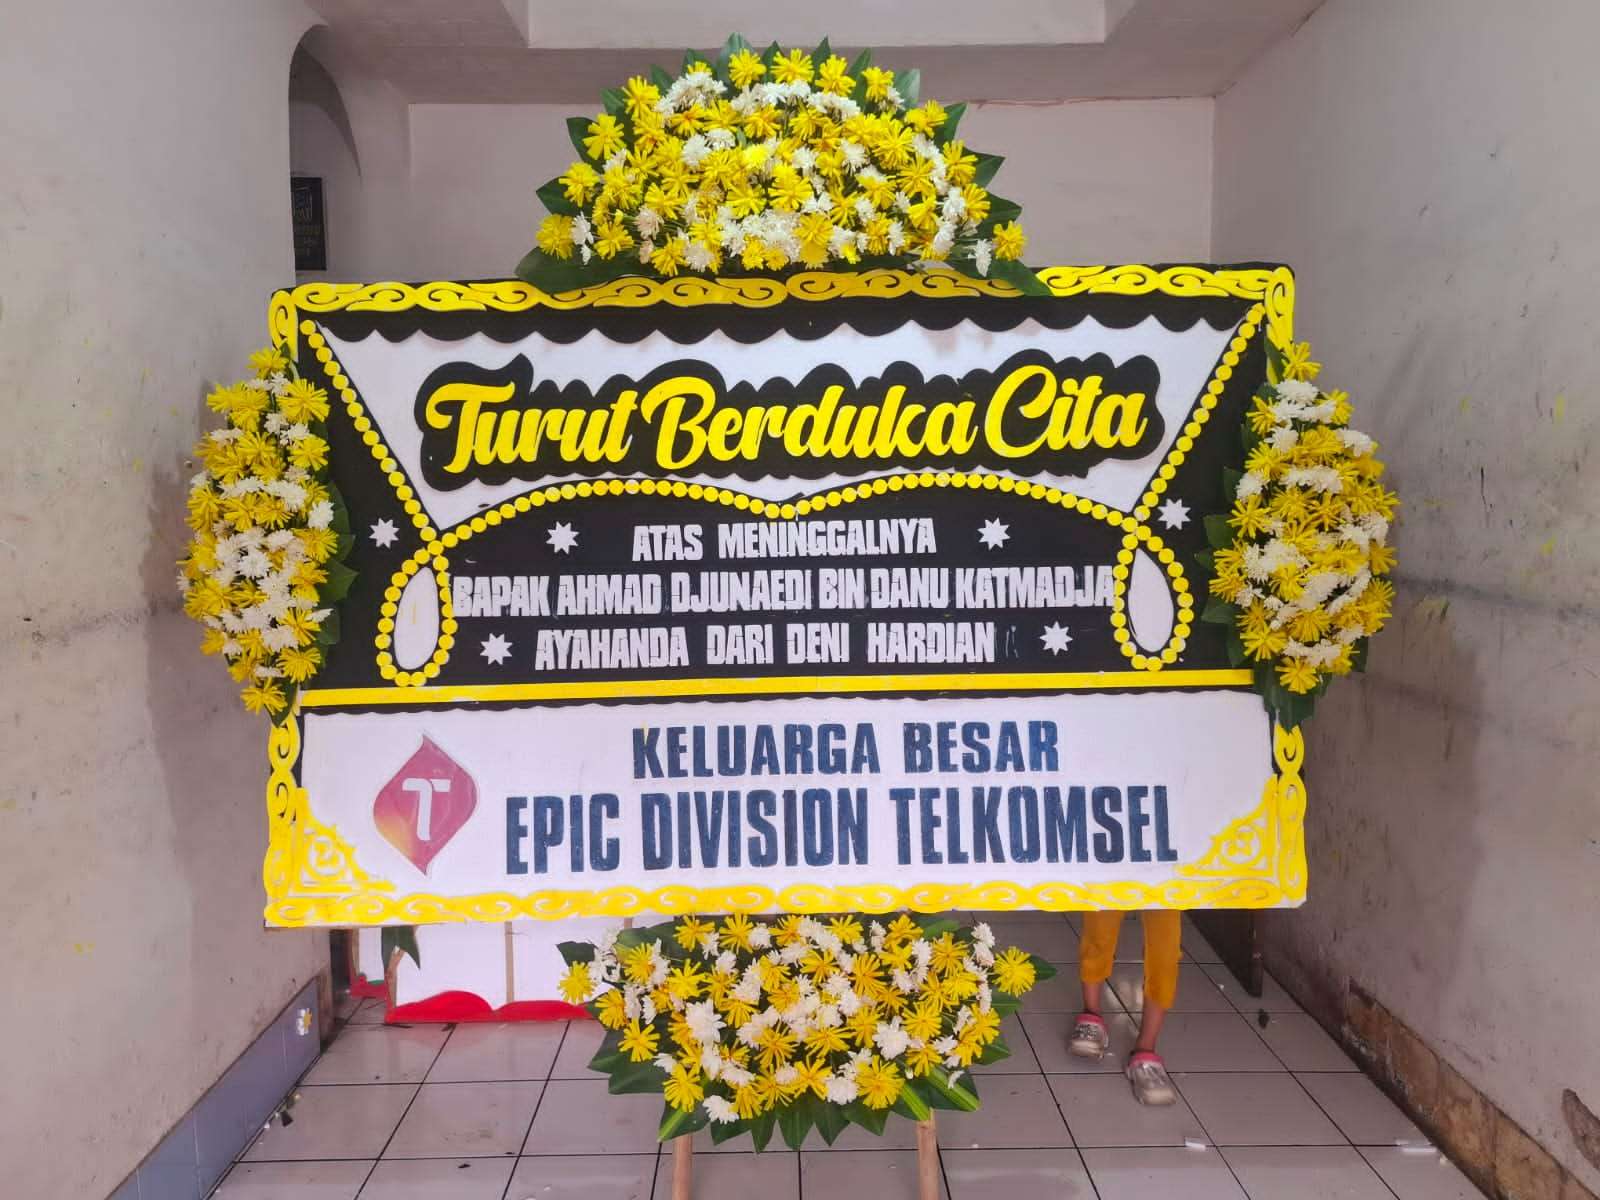 Turut Berduka Cita
ATAS MENINGGALNYA
BAPAK AHMAD DJUNAEDI BIN DANU KATMADJA
AYAHANDA DARI DENI HARDIAN
KELUARGA BESAR
EPIC DIVISION TELKOMSEL